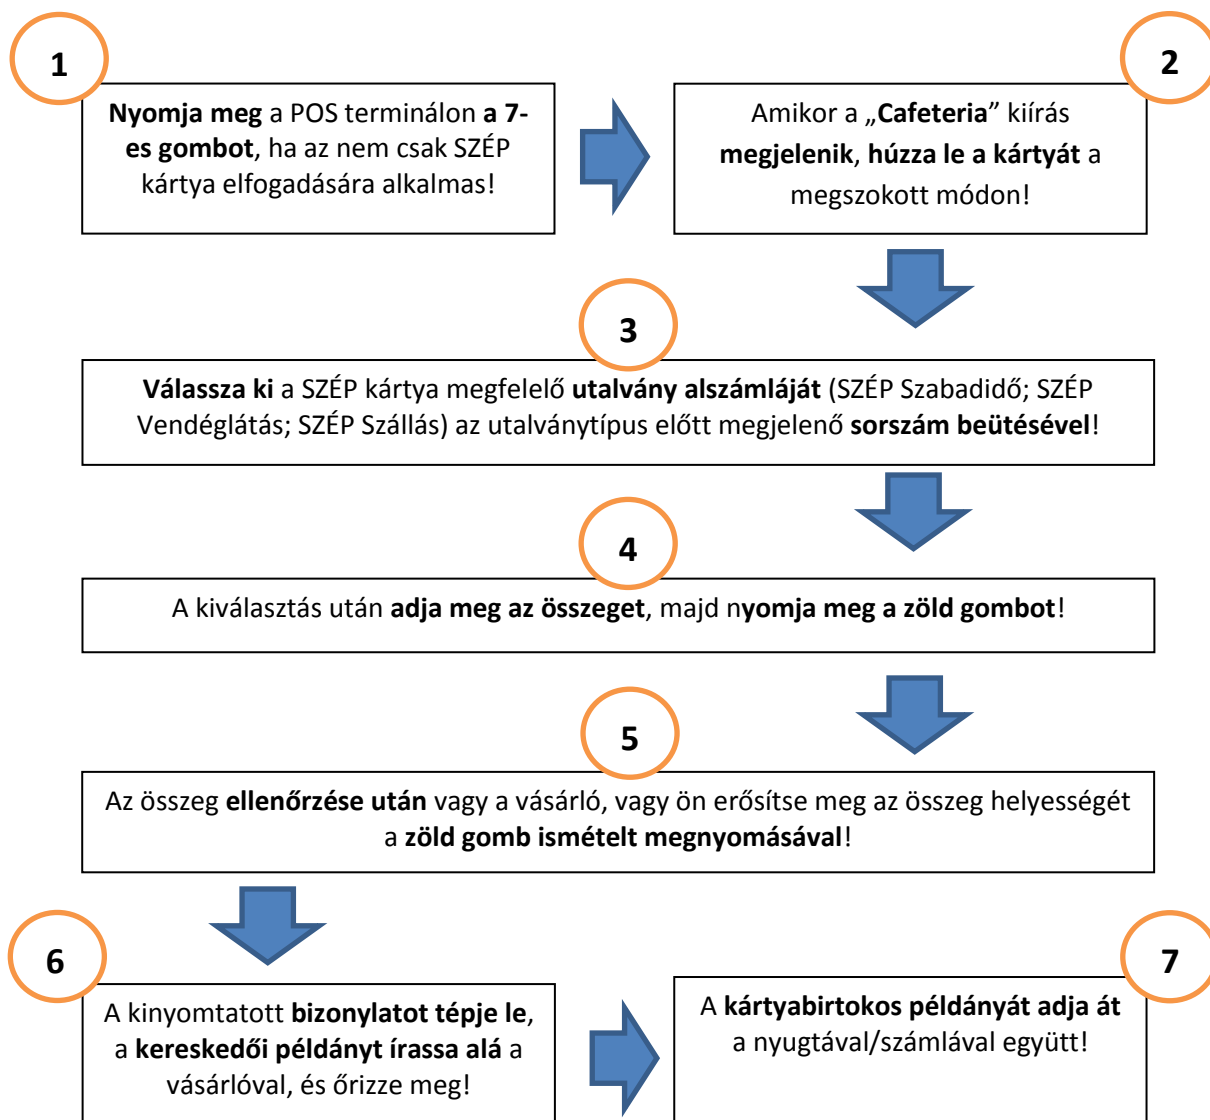 1
Nyomja meg a POS terminálon a 7-
es gombot, ha az nem csak SZÉP
kártya elfogadására alkalmas!
2
Amikor a „Cafeteria” kiírás
megjelenik, húzza le a kártyát a
megszokott módon!
3
Válassza ki a SZÉP kártya megfelelő utalvány alszámláját (SZÉP Szabadidő; SZÉP
Vendéglátás; SZÉP Szállás) az utalványtípus előtt megjelenő sorszám beütésével!
4
A kiválasztás után adja meg az összeget, majd nyomja meg a zöld gombot!
5
Az összeg ellenőrzése után vagy a vásárló, vagy ön erősítse meg az összeg helyességét
a zöld gomb ismételt megnyomásával!
6
A kinyomtatott bizonylatot tépje le,
a kereskedői példányt írassa alá a
vásárlóval, és őrizze meg!
7
A kártyabirtokos példányát adja át
a nyugtával/számlával együtt!